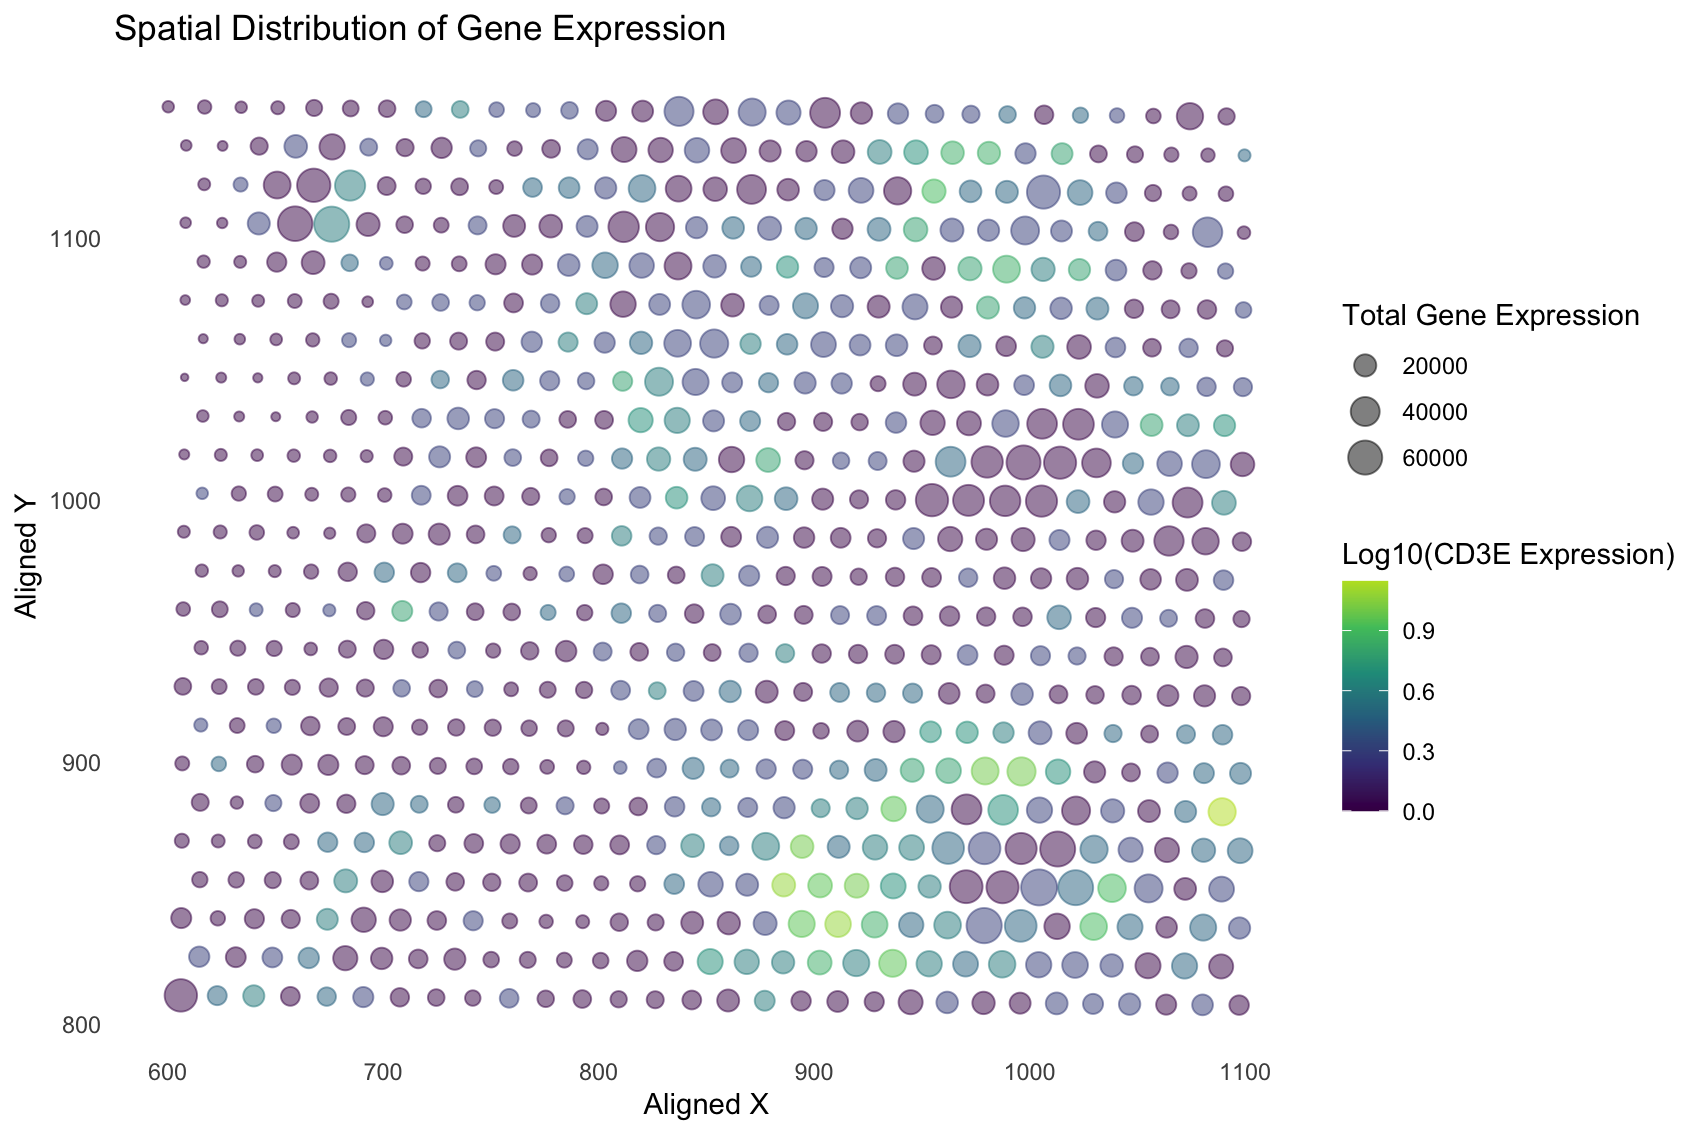 Spatial Distribution of Gene Expression
1100
1000
900
800
Aligned Y
600 700 800 900 1000 1100
Aligned X
Total Gene Expression
20000
40000
60000
Log10(CD3E Expression)
0.9
0.6
0.3
0.0